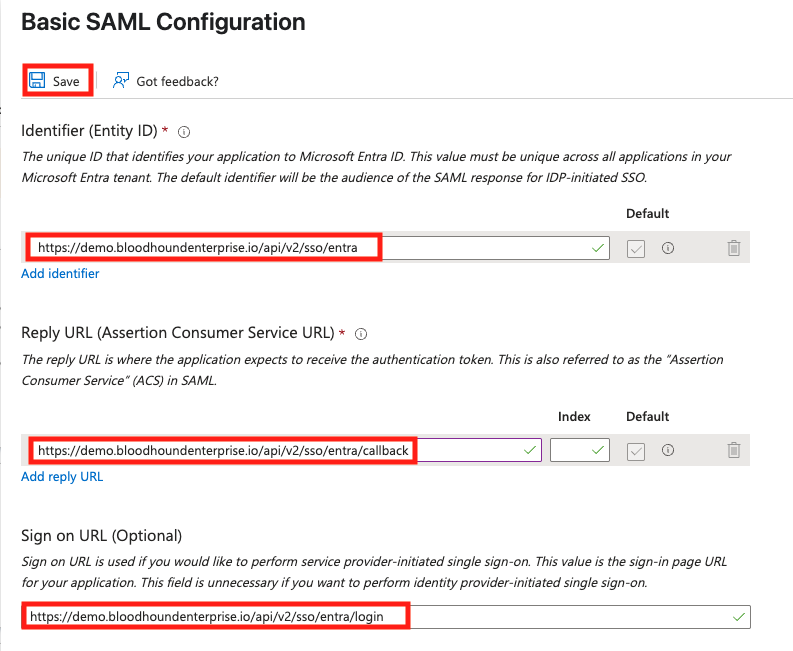 Basic SAML Configuration
Save
Got feedback?
Identifier (Entity ID) *
The unique ID that identifies your application to Microsoft Entra ID. This value must be unique across all applications in your
Microsoft Entra tenant. The default identifier will be the audience of the SAML response for IDP-initiated SSO.
Default
https://demo.bloodhoundenterprise.io/api/v2/sso/entra
Add identifier
Reply URL (Assertion Consumer Service URL) *
The reply URL is where the application expects to receive the authentication token. This is also referred to as the "Assertion
Consumer Service" (ACS) in SAML.
Index Default
https://demo.bloodhoundenterprise.io/api/v2/sso/entra/callback
Add reply URL
Sign on URL (Optional)
Sign on URL is used if you would like to perform service provider-initiated single sign-on. This value is the sign-in page URL
for your application. This field is unnecessary if you want to perform identity provider-initiated single sign-on.
https://demo.bloodhoundenterprise.io/api/v2/sso/entra/login